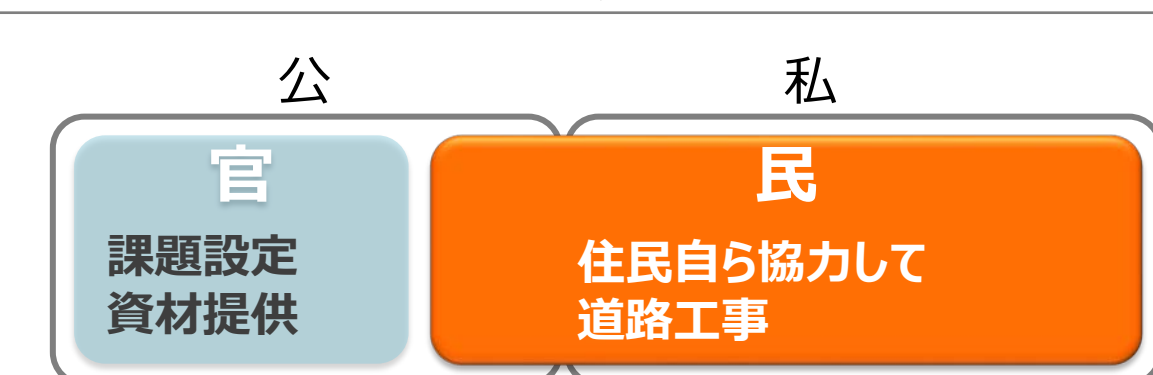 公
私
官
課題設定
資材提供
民
住民自ら協力して
道路工事